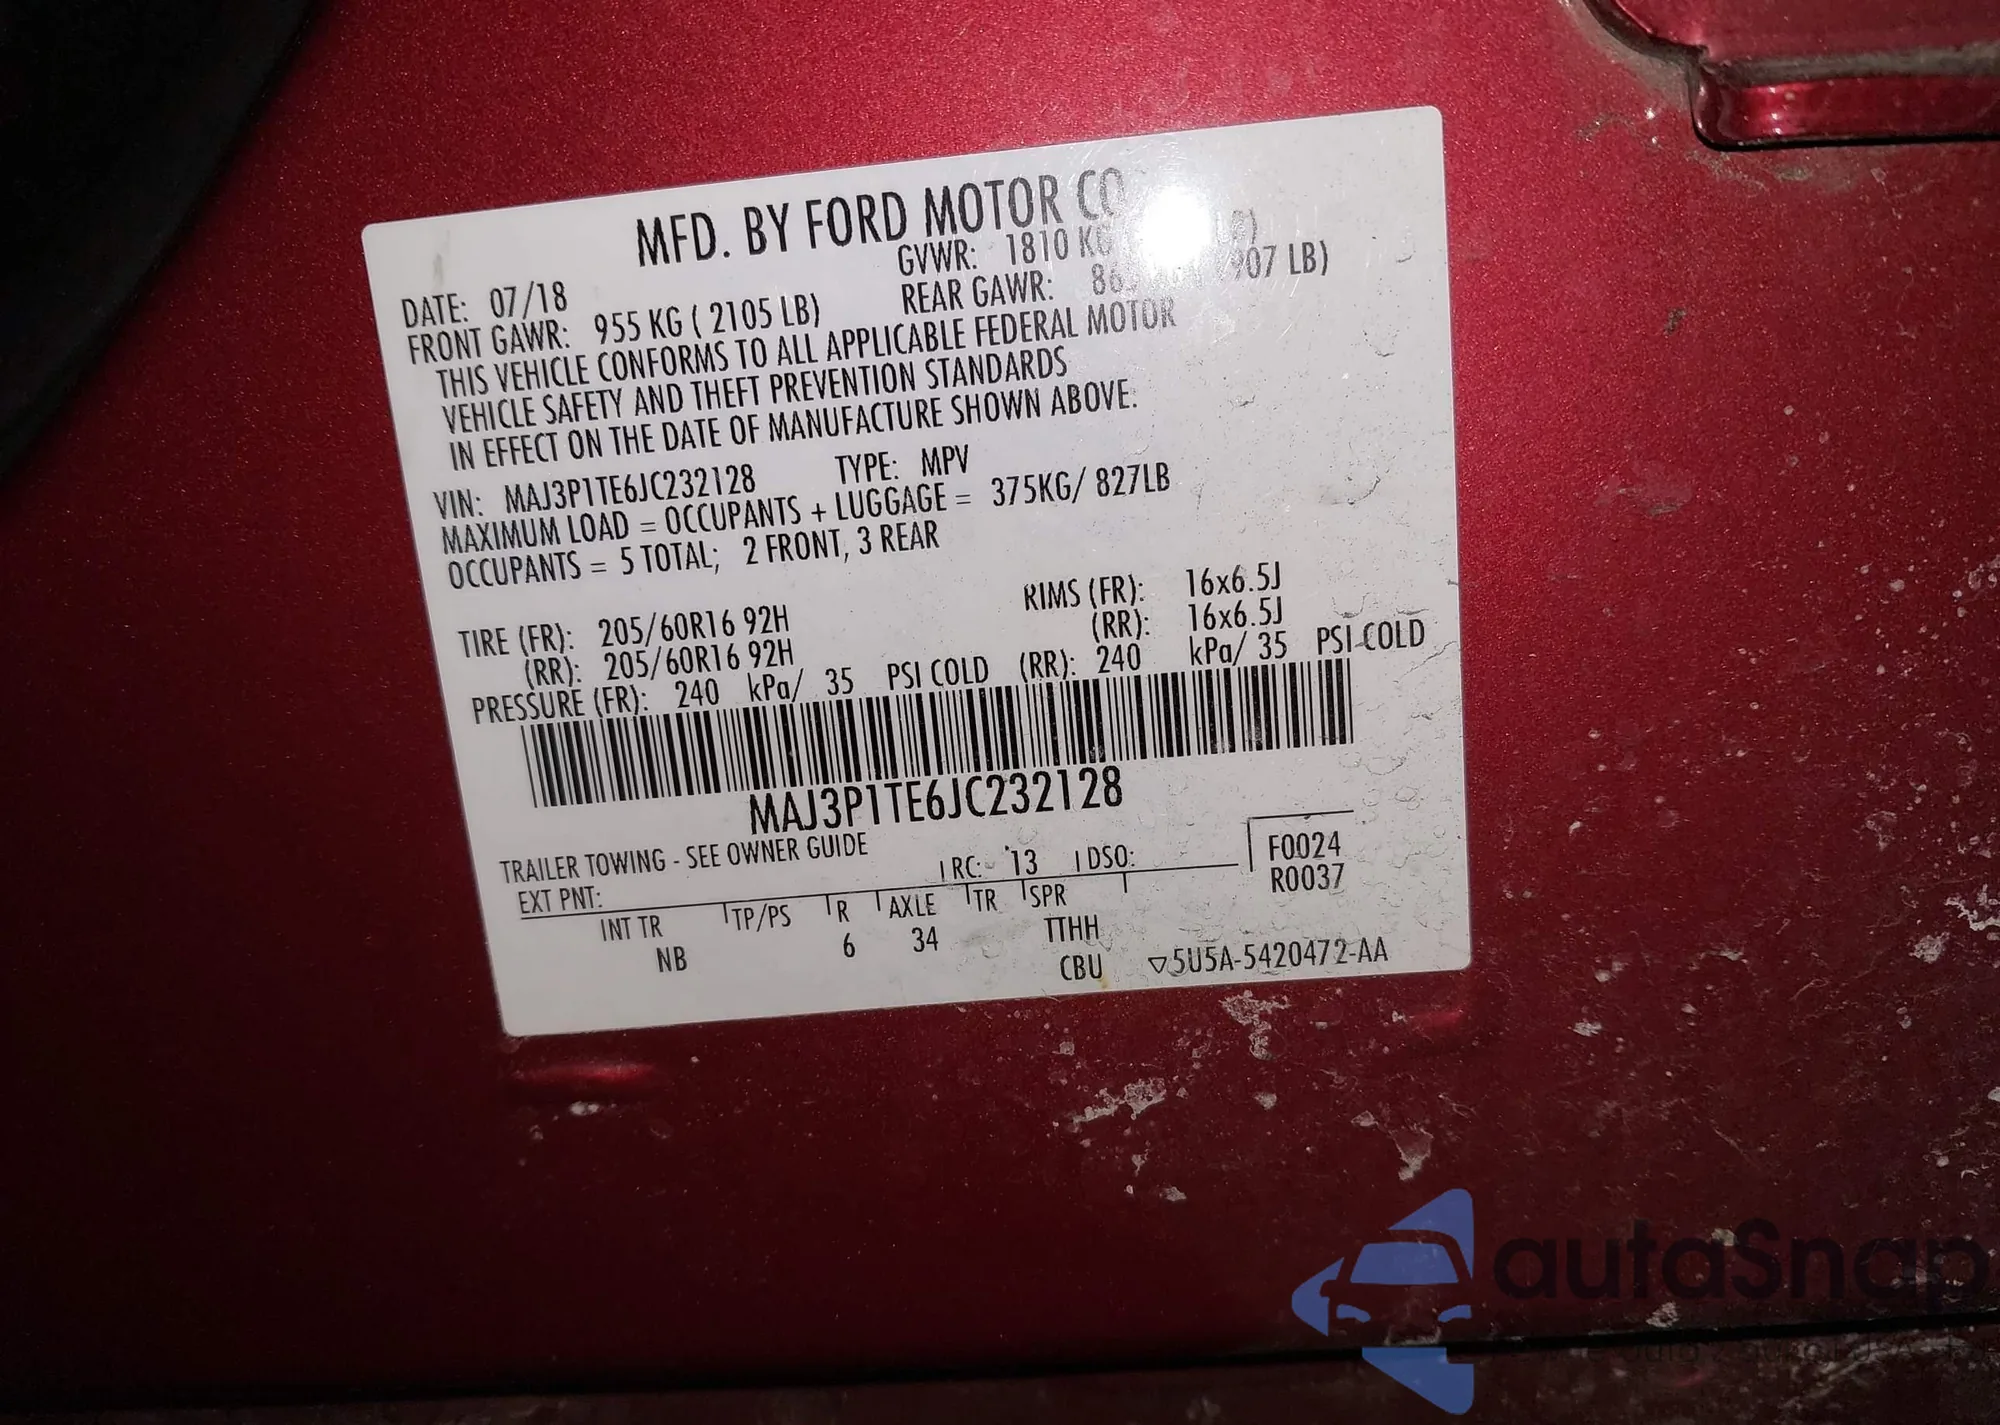 MFD. BY FORD MOTOR CO
DATE: 07/18 GVWR: 1810 KG
FRONT GAWR: 955 KG ( 2105 LB) REAR GAWR: LB)
THIS VEHICLE CONFORMS TO ALL APPLICABLE FEDERAL MOTOR
VEHICLE SAFETY AND THEFT PREVENTION STANDARDS
IN EFFECT ON THE DATE OF MANUFACTURE SHOWN ABOVE:
VIN: MAJ3P1TE6JC232128 TYPE: MPV
MAXIMUM LOAD = OCCUPANTS + LUGGAGE = 375KG/ 827LB
OCCUPANTS = 5 TOTAL; 2 FRONT, 3 REAR
TIRE (FR): 205/60R16 92H RIMS (FR): 16x6.5J
(RR): 205/60R16 92H (RR): 16x6.5J
PRESSURE (FR): 240 kPa/ 35 PSI COLD (RR): 240 kPa/ 35 PSI COLD
MAJ3P1TE6JC232128
TRAILER TOWING - SEE OWNER GUIDE
EXT PNT: RC: 13 DSO: F0024
R0037
INT TR TP/PS R AXLE TR SPR
NB 6 34 TTHH
CBU ▽5U5A-5420472-AA
autaSnap